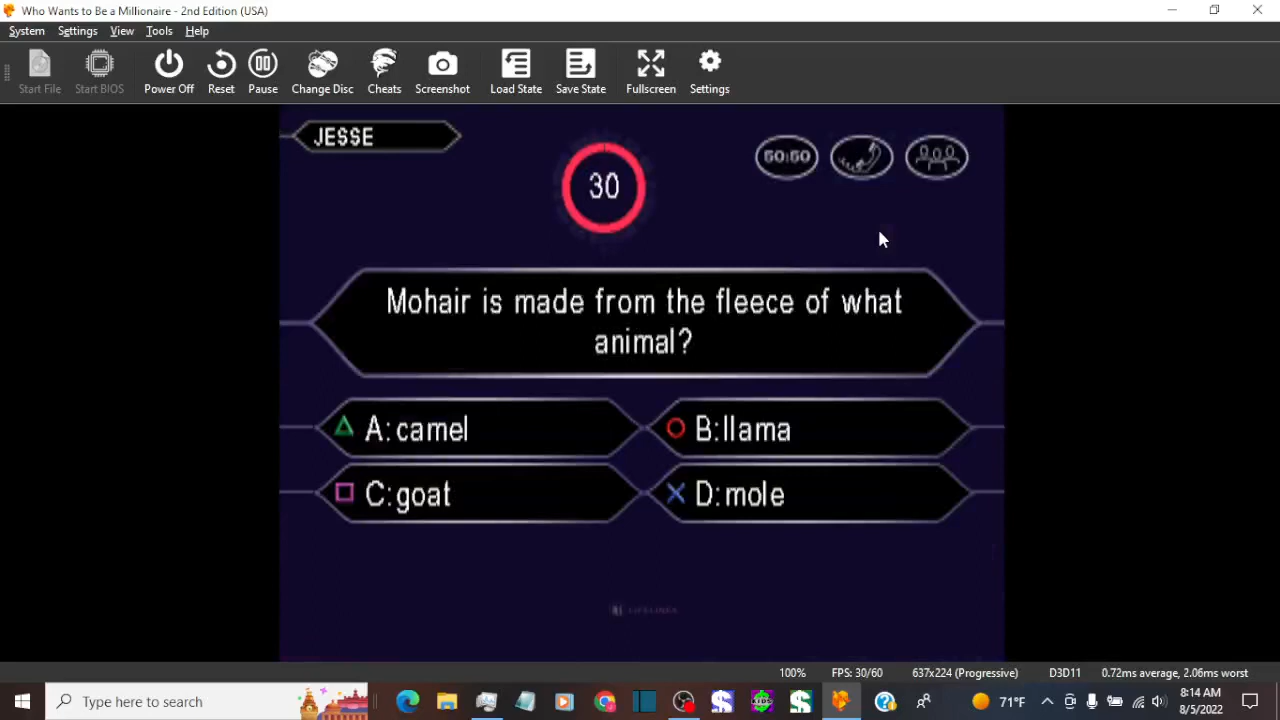 Who Wants to Be a Millionaire - 2nd Edition (USA)
System Settings View Tools Help
Start File Start BIOS Power Off Reset Pause Change Disc Cheats Screenshot Load State Save State Fullscreen Settings
JESSE
30
50:50
Mohair is made from the fleece of what
animal?
A:camel
B:llama
C:goat
D:mole
LIFELINES
100% FPS: 30/60 637x224 (Progressive) D3D11 0.72ms average, 2.06ms worst
Type here to search
KIDS
71°F
8:14 AM
8/5/2022